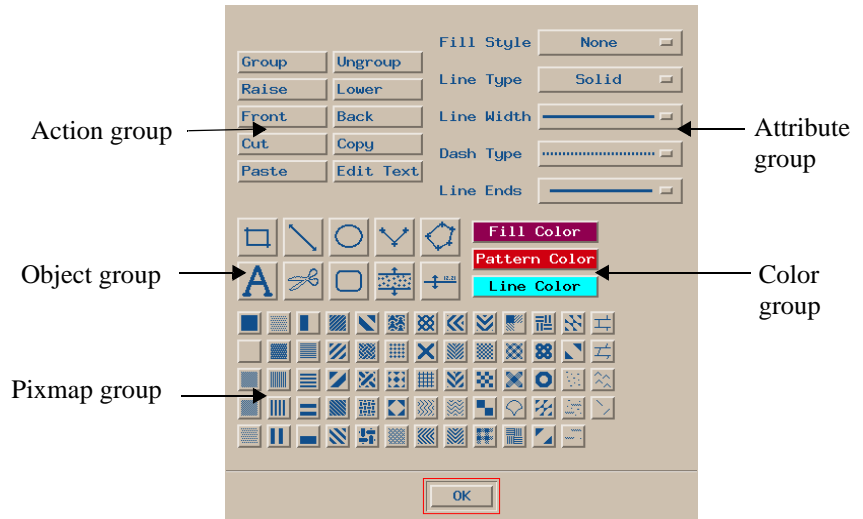 Fill Style None
Group Ungroup
Line Type Solid
Raise Lower
Action group
Front Back
Line Width
Attribute group
Cut Copy
Dash Type
Paste Edit Text
Line Ends
Fill Color
Object group
A
12.21
Pattern Color
Color group
Line Color
Pixmap group
OK